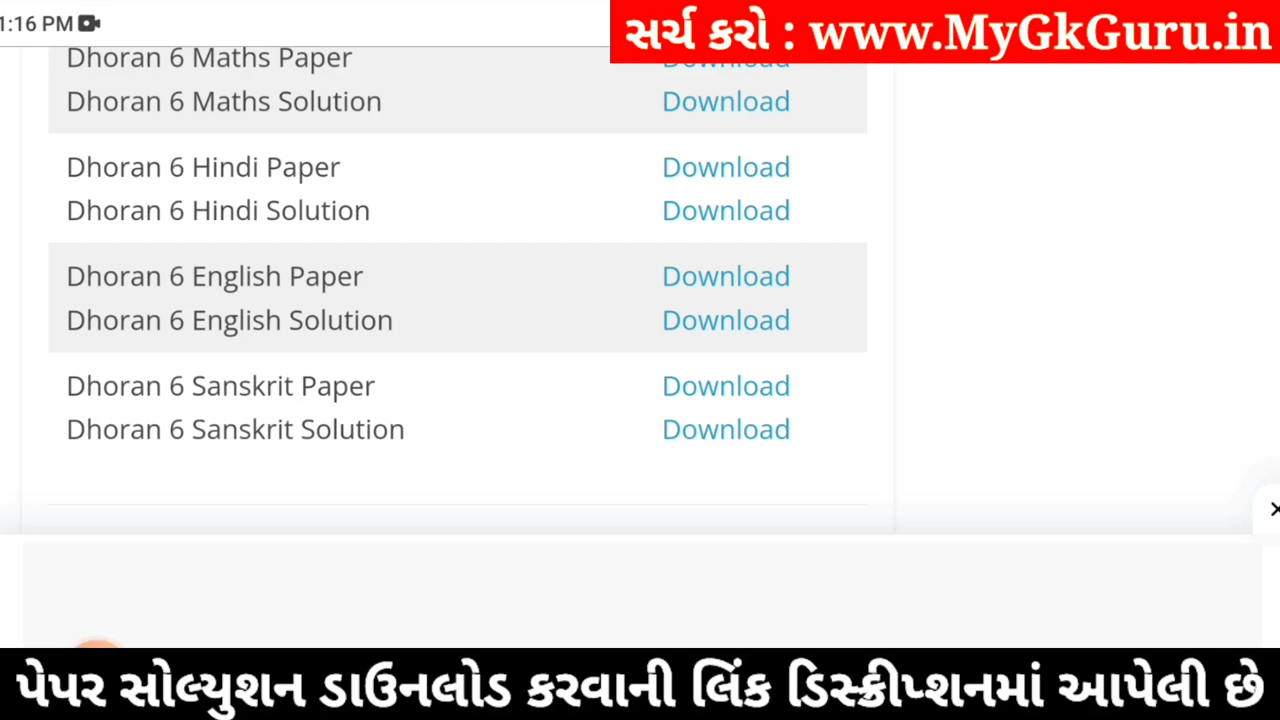 1:16 PM
સર્ચ કરો : www.MyGkGuru.in
Dhoran 6 Maths Paper Download
Dhoran 6 Maths Solution Download
Dhoran 6 Hindi Paper Download
Dhoran 6 Hindi Solution Download
Dhoran 6 English Paper Download
Dhoran 6 English Solution Download
Dhoran 6 Sanskrit Paper Download
Dhoran 6 Sanskrit Solution Download
પેપર સોલ્યુશન ડાઉનલોડ કરવાની લિંક ડિસ્ક્રીપ્શનમાં આપેલી છે